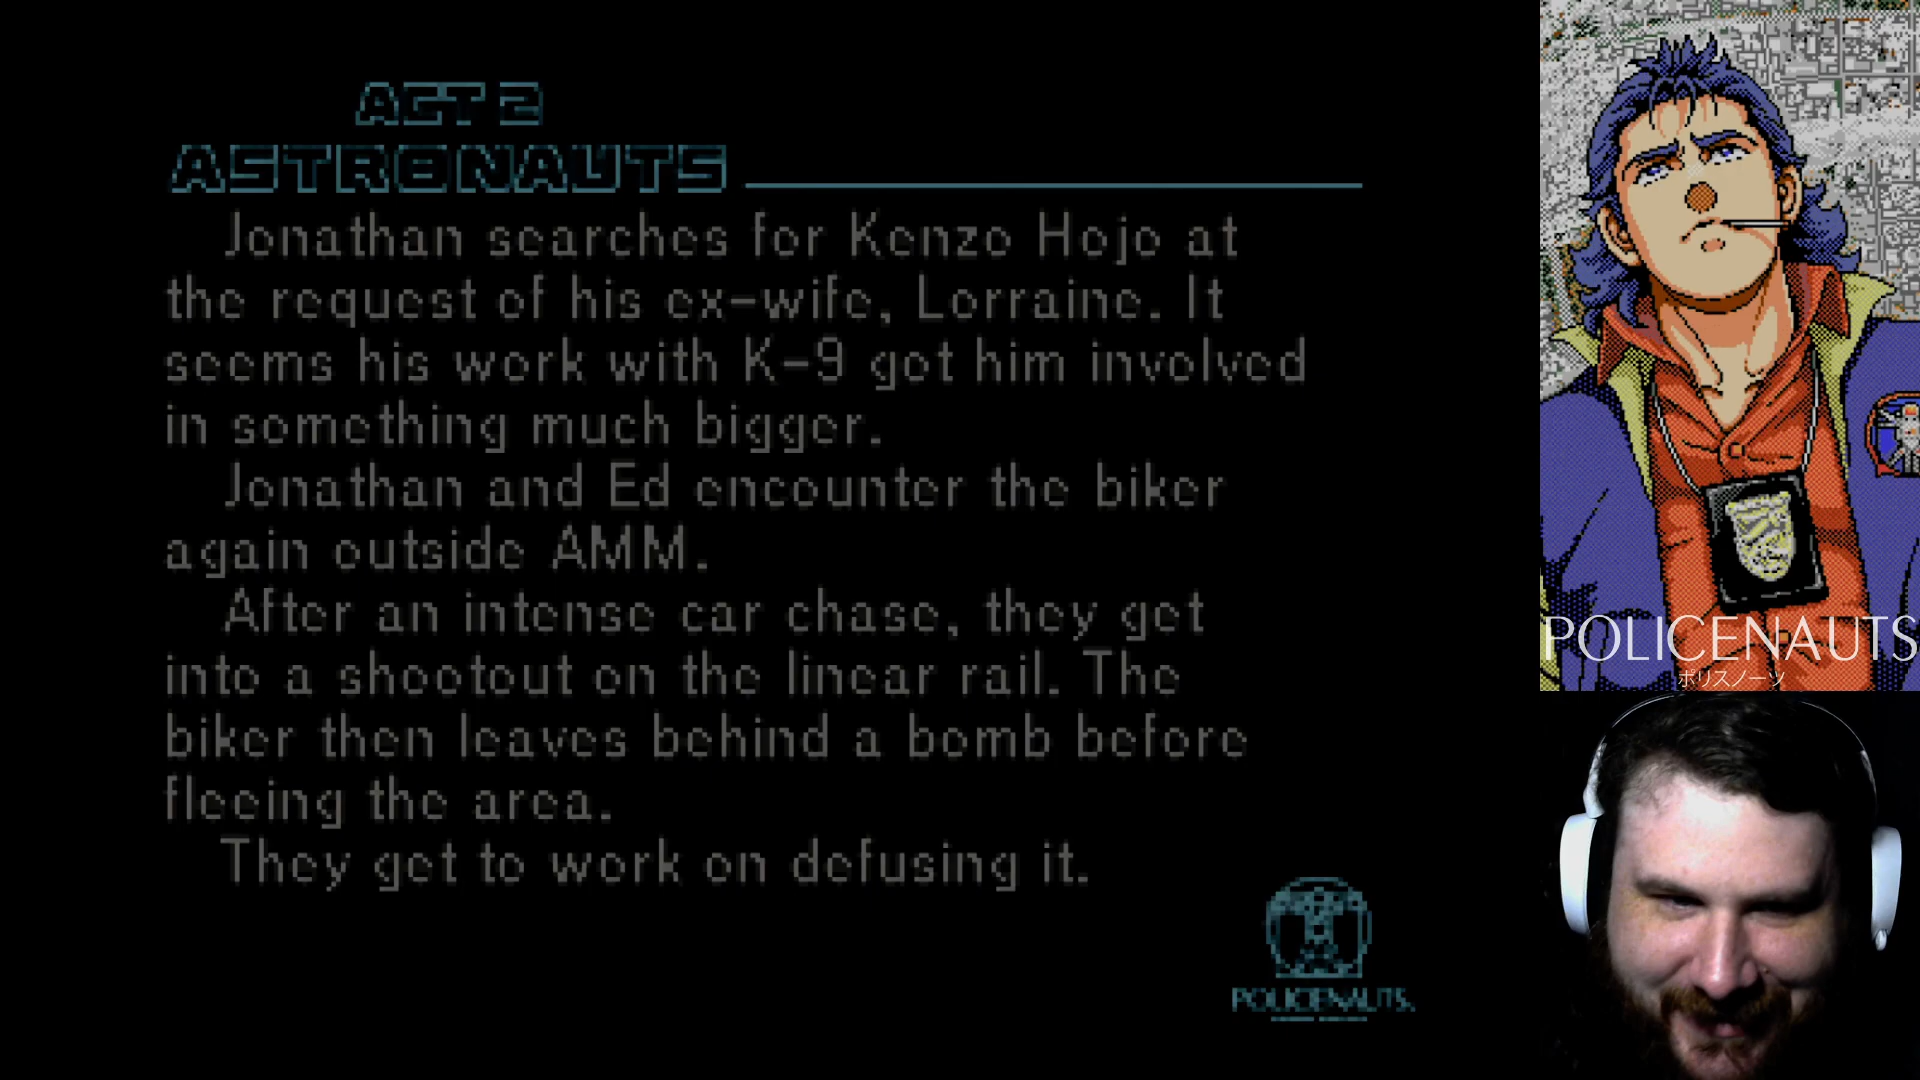 ACT 2
ASTRONAUTS
Jonathan searches for Kenzo Hojo at
the request of his ex-wife, Lorraine. It
seems his work with K-9 got him involved
in something much bigger.
Jonathan and Ed encounter the biker
again outside AMM.
After an intense car chase, they get
into a shootout on the linear rail. The
biker then leaves behind a bomb before
fleeing the area.
They get to work on defusing it.
POLICENAUTS.
POLICENAUTS
ポリスノーツ